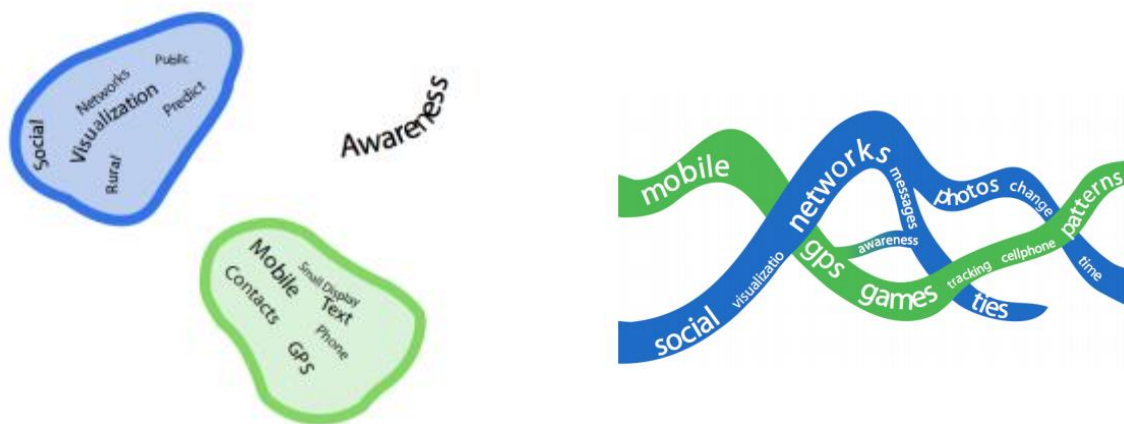 Public
Networks
Visualization
Predict
Social
Rural
Awareness
Mobile
Small Display
Text
Contacts
Phone
GPS
mobile
networks
messages
photos
change
patterns
gps
awareness
visualizatio
social
games
tracking
cellphone
time
ties